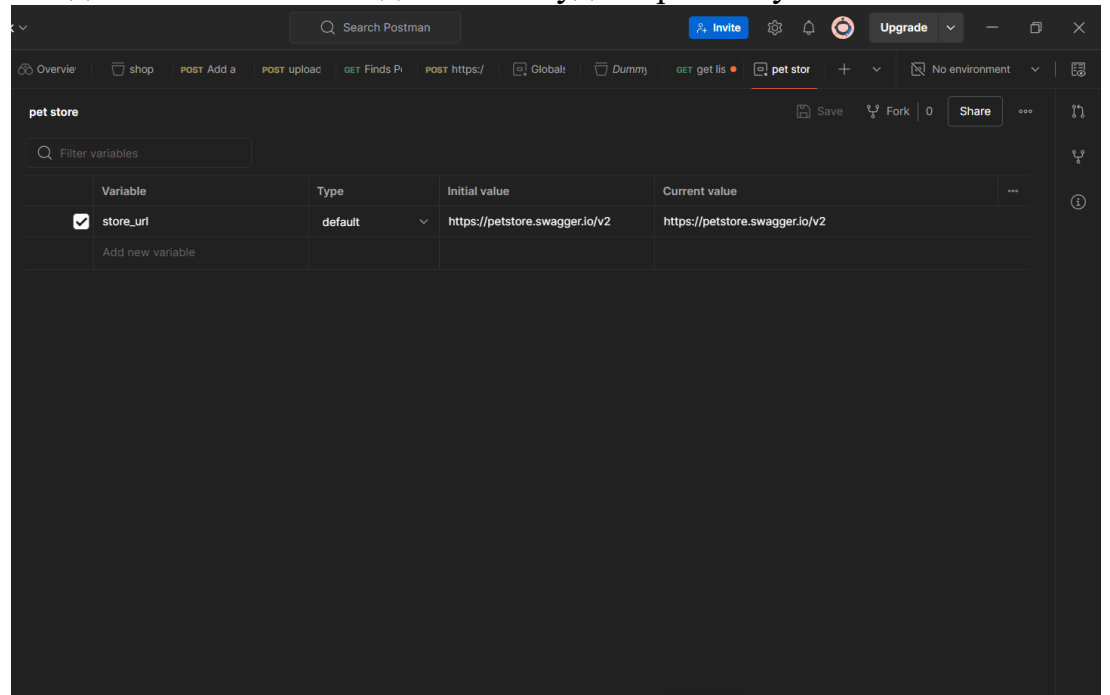 Search Postman Invite Upgrade
Overvie shop POST Add a POST upload GET Finds P POST https:/ Globals Dummy GET get lis pet stor No environment
pet store Save Fork 0 Share
Filter variables
Variable Type Initial value Current value
store_url default https://petstore.swagger.io/v2 https://petstore.swagger.io/v2
Add new variable